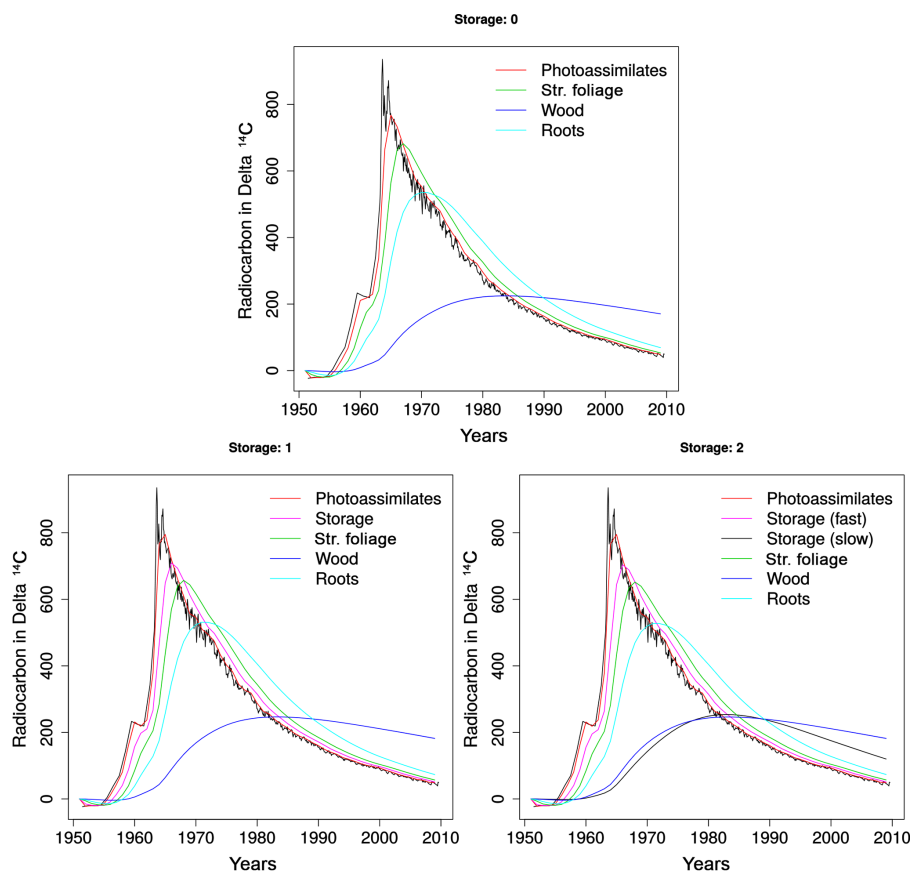 Storage: 0
Photoassimilates
Str. foliage
Wood
Roots
Radiocarbon in Delta ¹⁴C
0 200 400 600 800
1950 1960 1970 1980 1990 2000 2010
Years
Storage: 1
Photoassimilates
Storage
Str. foliage
Wood
Roots
Radiocarbon in Delta ¹⁴C
0 200 400 600 800
1950 1960 1970 1980 1990 2000 2010
Years
Storage: 2
Photoassimilates
Storage (fast)
Storage (slow)
Str. foliage
Wood
Roots
Radiocarbon in Delta ¹⁴C
0 200 400 600 800
1950 1960 1970 1980 1990 2000 2010
Years